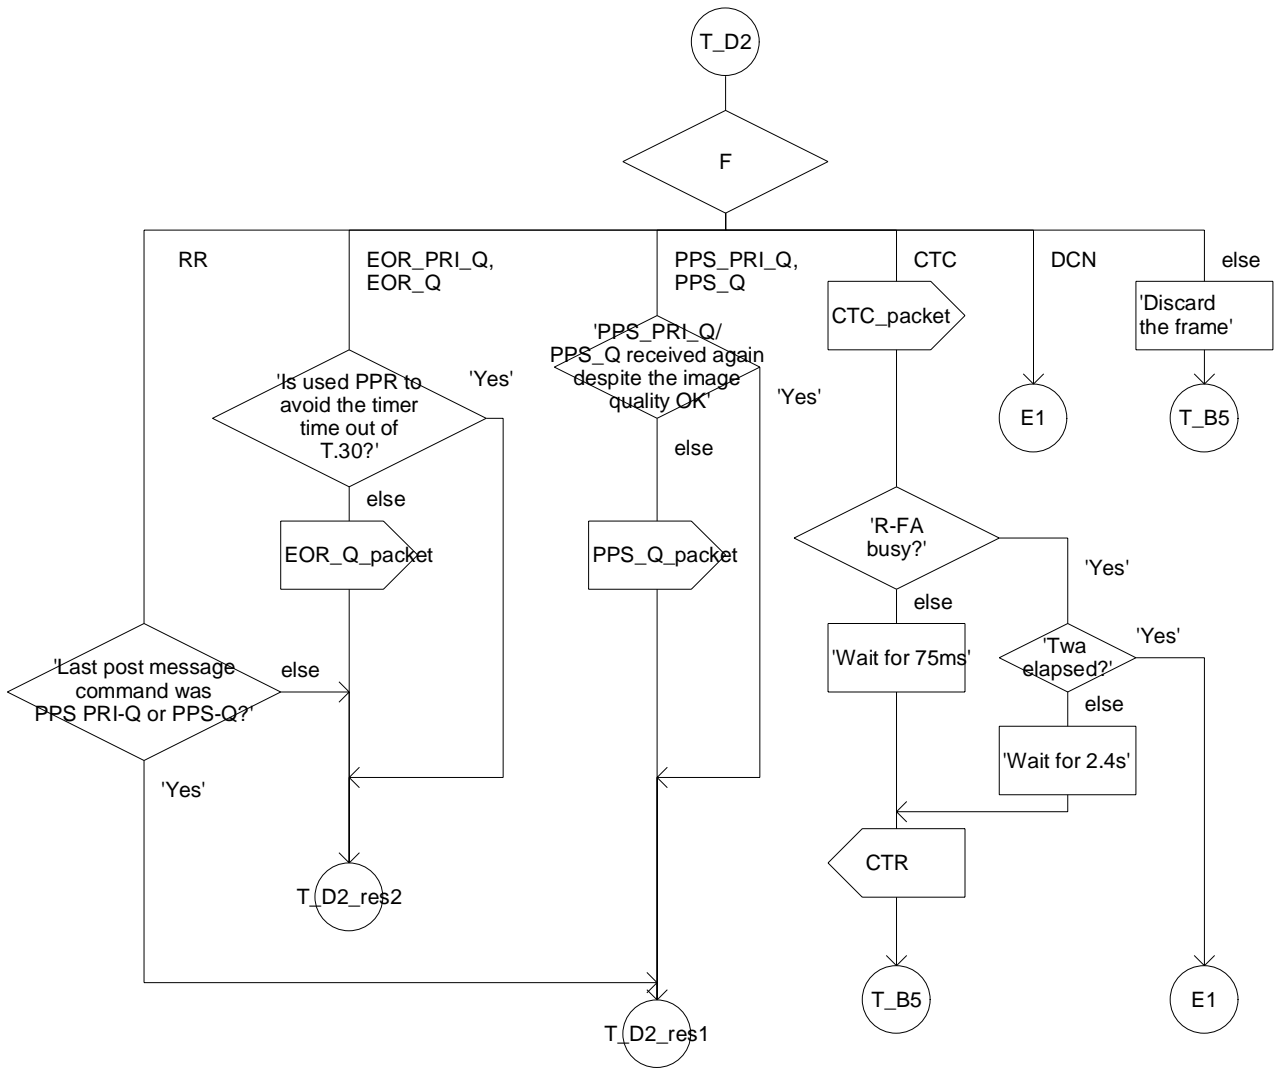 T_D2
F
RR
EOR_PRI_Q,
EOR_Q
PPS_PRI_Q,
PPS_Q
CTC
DCN
else
CTC_packet
'Discard
the frame'
'PPS_PRI_Q/
PPS_Q received again
despite the image
quality OK'
'Yes'
'Is used PPR to
avoid the timer
time out of
T.30?'
'Yes'
E1
T_B5
else
else
EOR_Q_packet
PPS_Q_packet
'R-FA
busy?'
'Yes'
else
'Last post message
command was
PPS PRI-Q or PPS-Q?'
else
'Wait for 75ms'
'Twa
elapsed?'
'Yes'
else
'Wait for 2.4s'
'Yes'
CTR
T_D2_res2
T_B5
E1
T_D2_res1